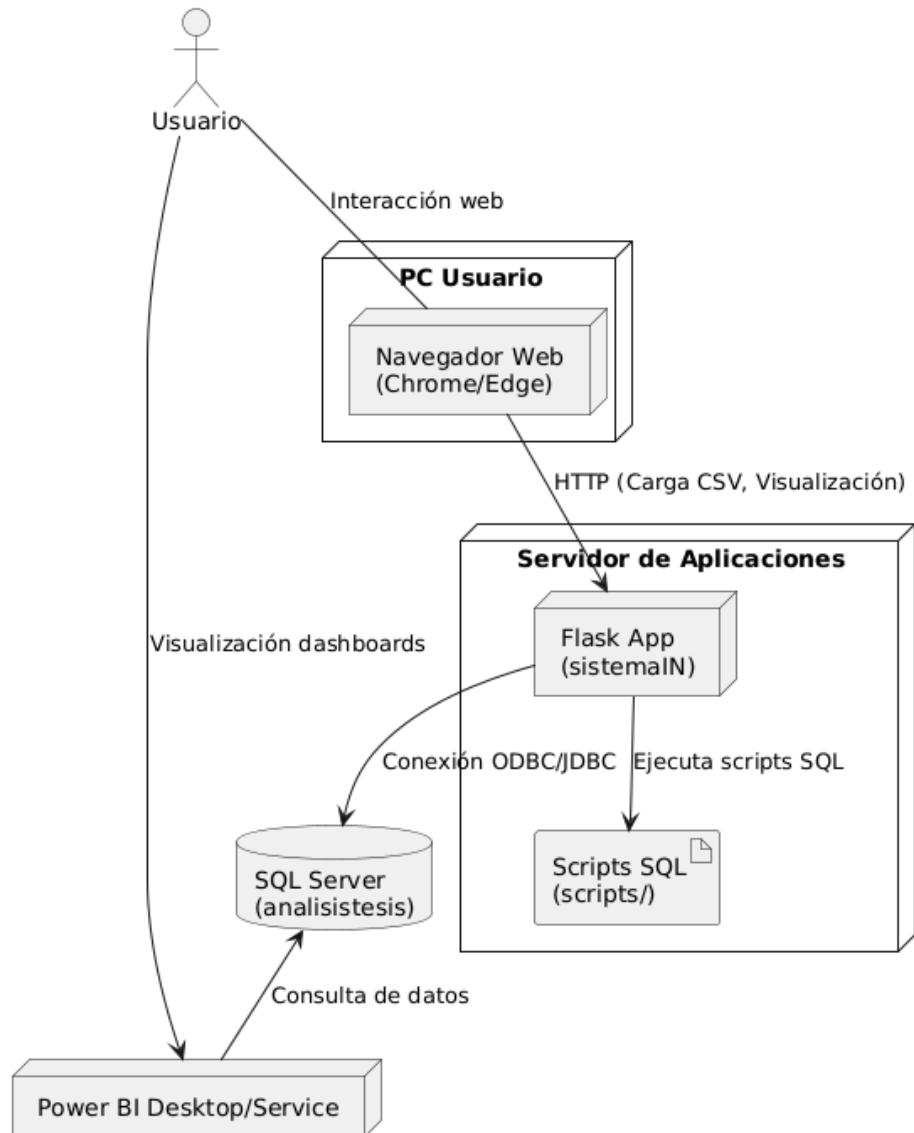 Usuario
Interacción web
PC Usuario
Navegador Web
(Chrome/Edge)
HTTP (Carga CSV, Visualización)
Servidor de Aplicaciones
Flask App
(sistemaIN)
Visualización dashboards
Conexión ODBC/JDBC
Ejecuta scripts SQL
SQL Server
(analisistesis)
Scripts SQL
(scripts/)
Consulta de datos
Power BI Desktop/Service